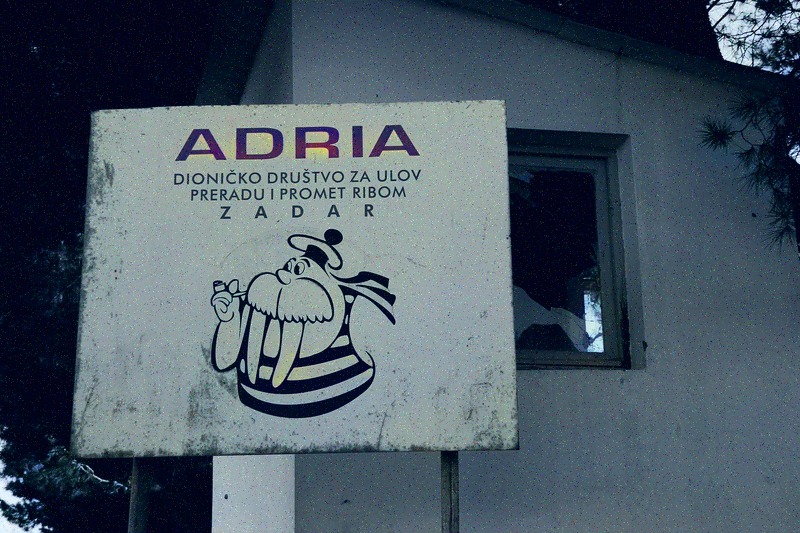 ADRIA
DIONIČKO DRUŠTVO ZA ULOV
PRERADU I PROMET RIBOM
ZADAR